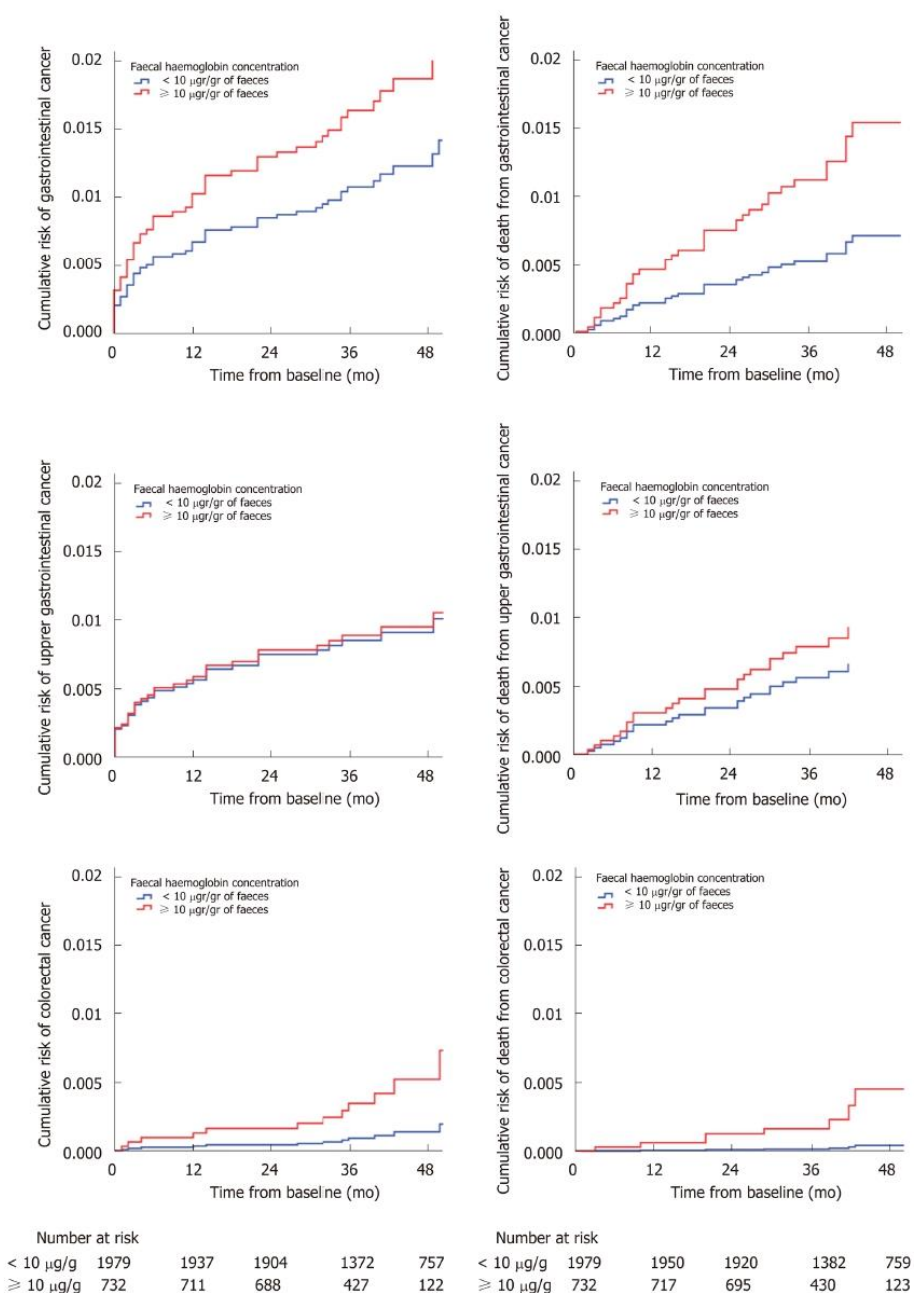 Cumulative risk of gastrointestinal cancer
0.02
0.015
0.01
0.005
0.000
Faecal haemoglobin concentration
< 10 µgr/gr of faeces
⩾ 10 µgr/gr of faeces
0 12 24 36 48
Time from baseline (mo)
Cumulative risk of death from gastrointestinal cancer
0.02
0.015
0.01
0.005
0.000
Faecal haemoglobin concentration
< 10 µgr/gr of faeces
⩾ 10 µgr/gr of faeces
0 12 24 36 48
Time from baseline (mo)
Cumulative risk of upprer gastrointestinal cancer
0.02
0.015
0.01
0.005
0.000
Faecal haemoglobin concentration
< 10 µgr/gr of faeces
⩾ 10 µgr/gr of faeces
0 12 24 36 48
Time from baseline (mo)
Cumulative risk of death from upper gastrointestinal cancer
0.02
0.015
0.01
0.005
0.000
Faecal haemoglobin concentration
< 10 µgr/gr of faeces
⩾ 10 µgr/gr of faeces
0 12 24 36 48
Time from baseline (mo)
Cumulative risk of colorectal cancer
0.02
0.015
0.01
0.005
0.000
Faecal haemoglobin concentration
< 10 µgr/gr of faeces
⩾ 10 µgr/gr of faeces
0 12 24 36 48
Time from baseline (mo)
Cumulative risk of death from colorectal cancer
0.02
0.015
0.01
0.005
0.000
Faecal haemoglobin concentration
< 10 µgr/gr of faeces
⩾ 10 µgr/gr of faeces
0 12 24 36 48
Time from baseline (mo)
Number at risk
< 10 µg/g 1979 1937 1904 1372 757
⩾ 10 µg/g 732 711 688 427 122
Number at risk
< 10 µg/g 1979 1950 1920 1382 759
⩾ 10 µg/g 732 717 695 430 123